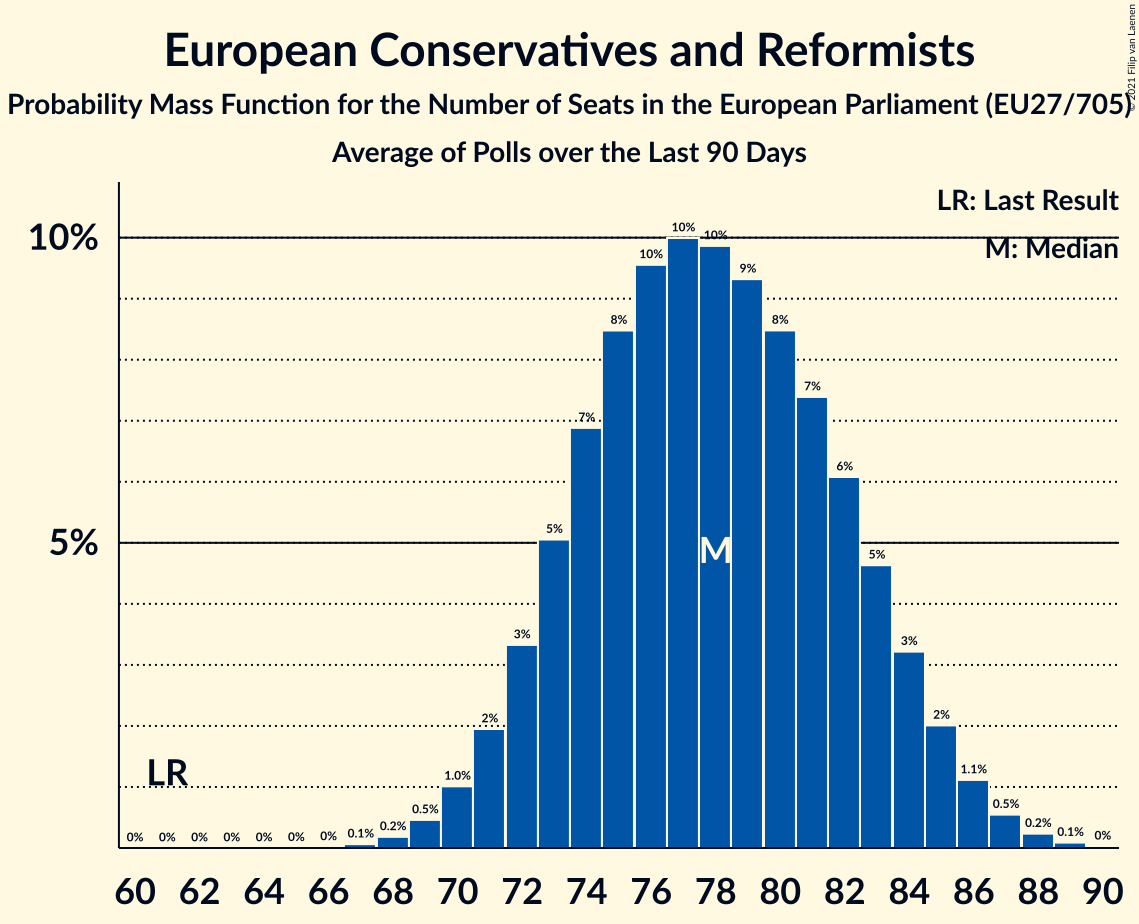 European Conservatives and Reformists
Probability Mass Function for the Number of Seats in the European Parliament (EU27/705)
Average of Polls over the Last 90 Days
© 2021 Filip van Laenen
LR: Last Result
M: Median
10%
5%
LR
M
0% 0% 0% 0% 0% 0% 0% 0.1% 0.2% 0.5% 1.0% 2% 3% 5% 7% 8% 10% 10% 10% 9% 8% 7% 6% 5% 3% 2% 1.1% 0.5% 0.2% 0.1% 0%
60 62 64 66 68 70 72 74 76 78 80 82 84 86 88 90